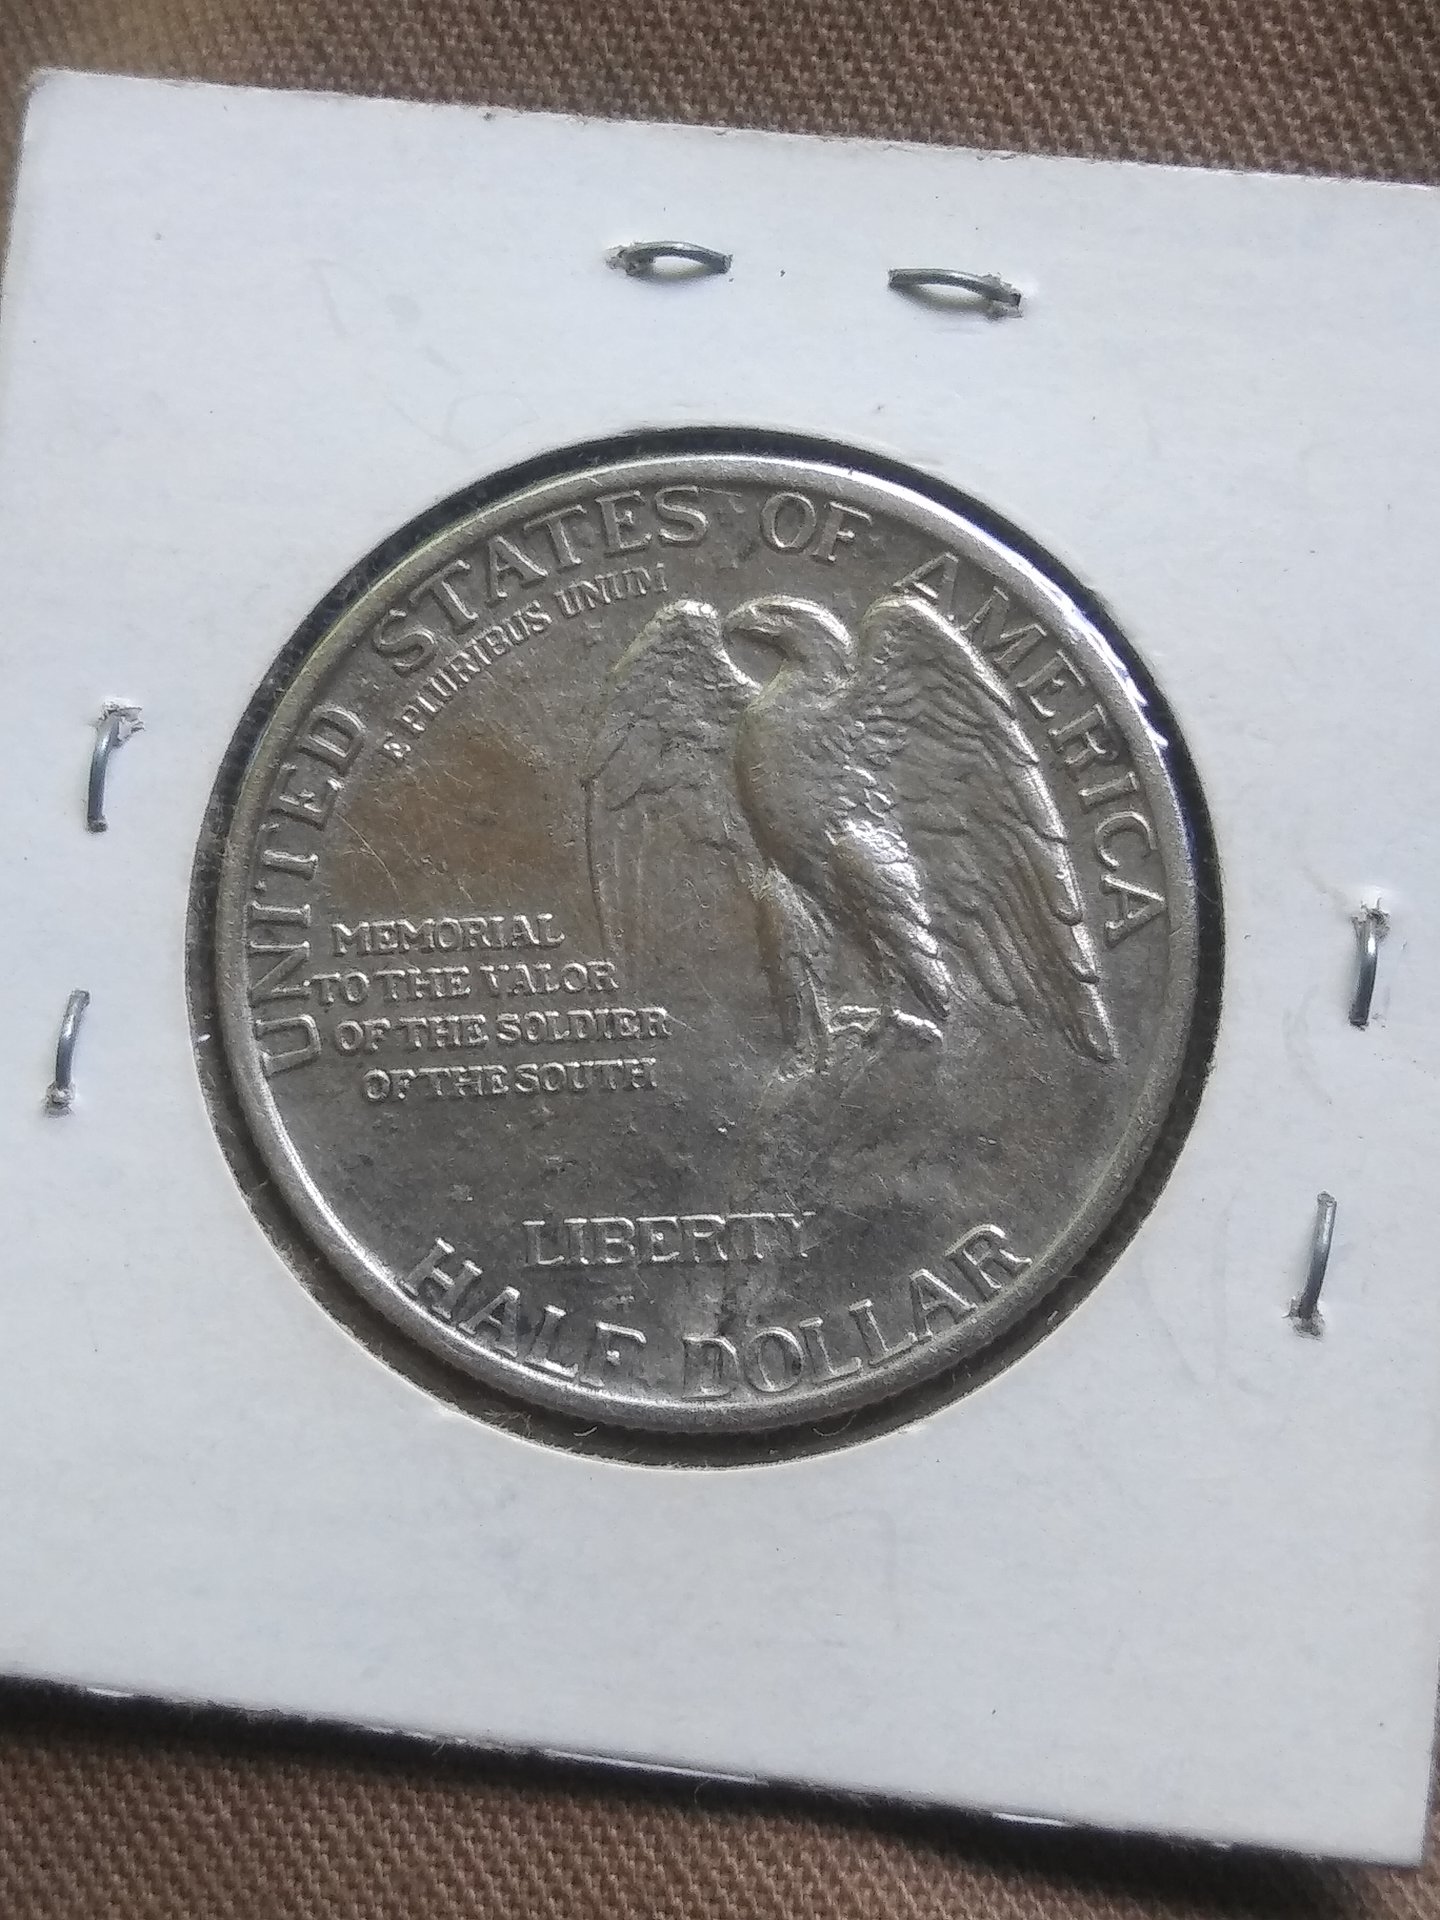 UNITED STATES OF AMERICA
E PLURIBUS UNUM
MEMORIAL
TO THE VALOR
OF THE SOLDIER
OF THE SOUTH
LIBERTY
HALF DOLLAR